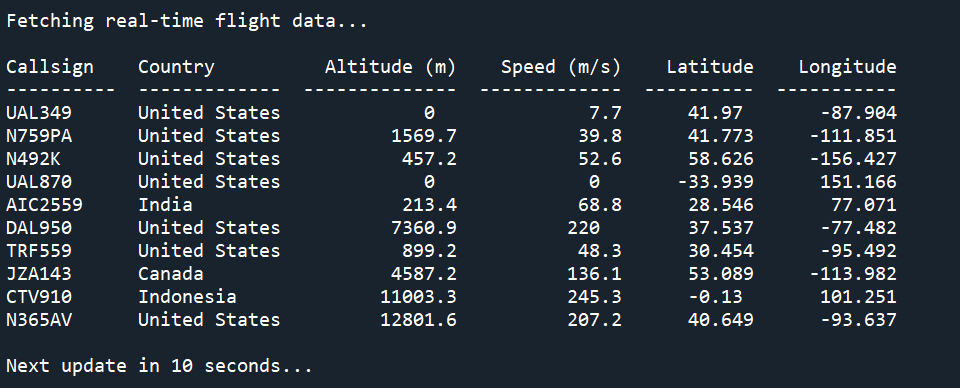 Fetching real-time flight data...
Callsign    Country          Altitude (m)    Speed (m/s)    Latitude    Longitude
----------  -------------  --------------  -------------  ----------  -----------
UAL349      United States             0              7.7      41.97       -87.904
N759PA      United States          1569.7           39.8      41.773     -111.851
N492K       United States           457.2           52.6      58.626     -156.427
UAL870      United States             0              0       -33.939      151.166
AIC2559     India                   213.4           68.8      28.546       77.071
DAL950      United States          7360.9          220        37.537      -77.482
TRF559      United States           899.2           48.3      30.454      -95.492
JZA143      Canada                 4587.2          136.1      53.089     -113.982
CTV910      Indonesia             11003.3          245.3      -0.13       101.251
N365AV      United States         12801.6          207.2      40.649      -93.637
Next update in 10 seconds...